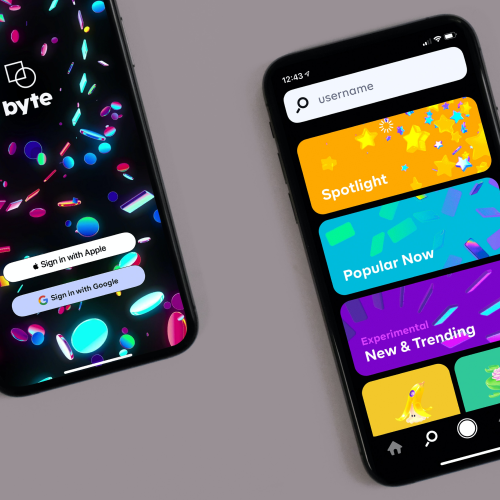 byte
Sign in with Apple
Sign in with Google
12:43
username
Spotlight
Popular Now
Experimental
New & Trending